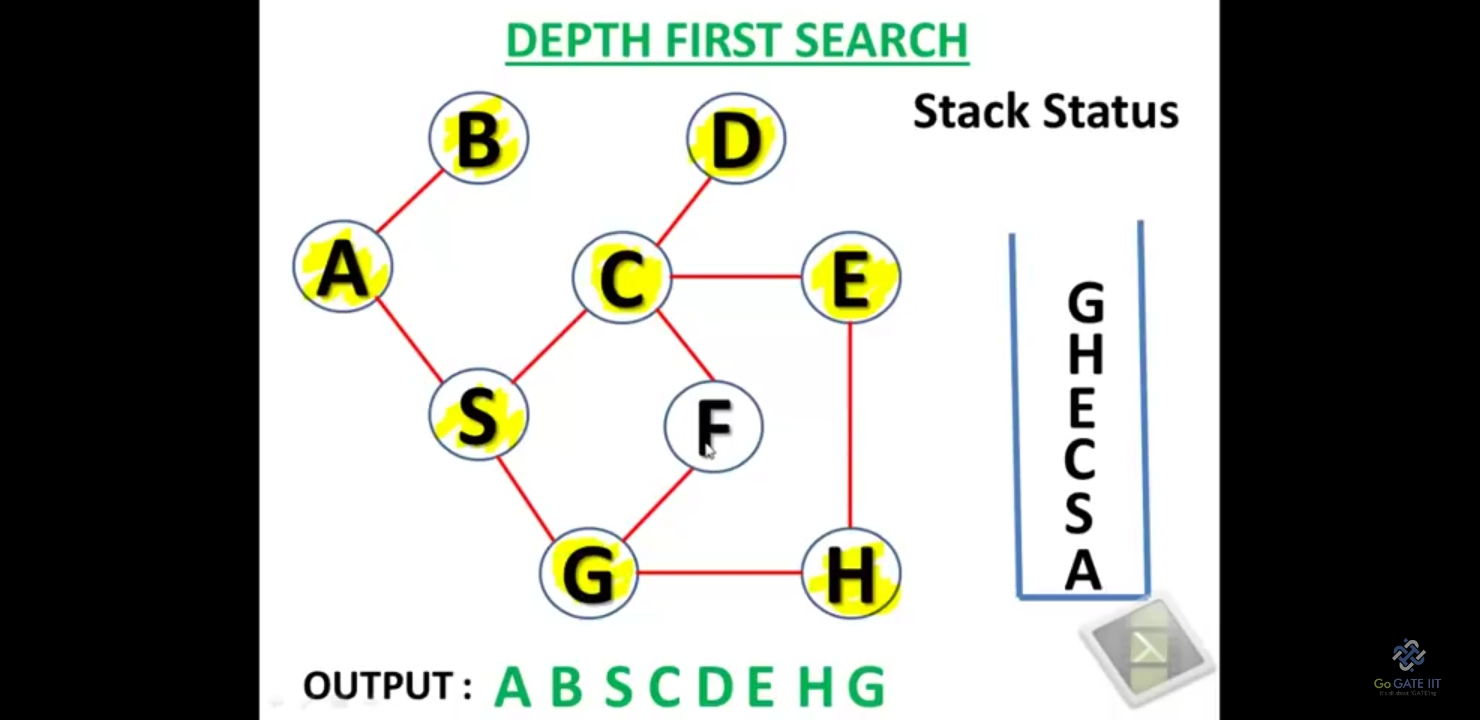 DEPTH FIRST SEARCH
Stack Status
B
D
A
C
E
S
F
G
H
G
H
E
C
S
A
OUTPUT : A B S C D E H G
Go GATE IIT